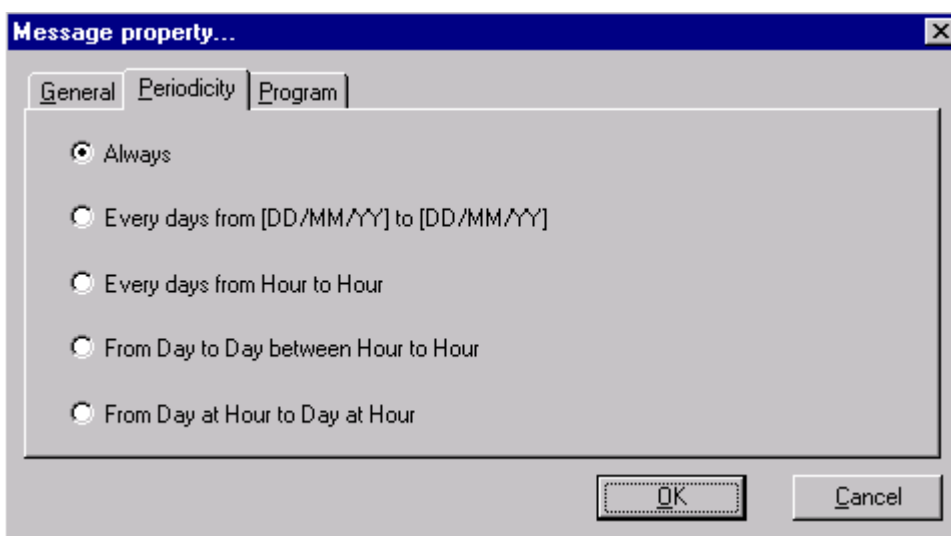 Message property...
General Periodicity Program
Always
Every days from [DD/MM/YY] to [DD/MM/YY]
Every days from Hour to Hour
From Day to Day between Hour to Hour
From Day at Hour to Day at Hour
OK Cancel